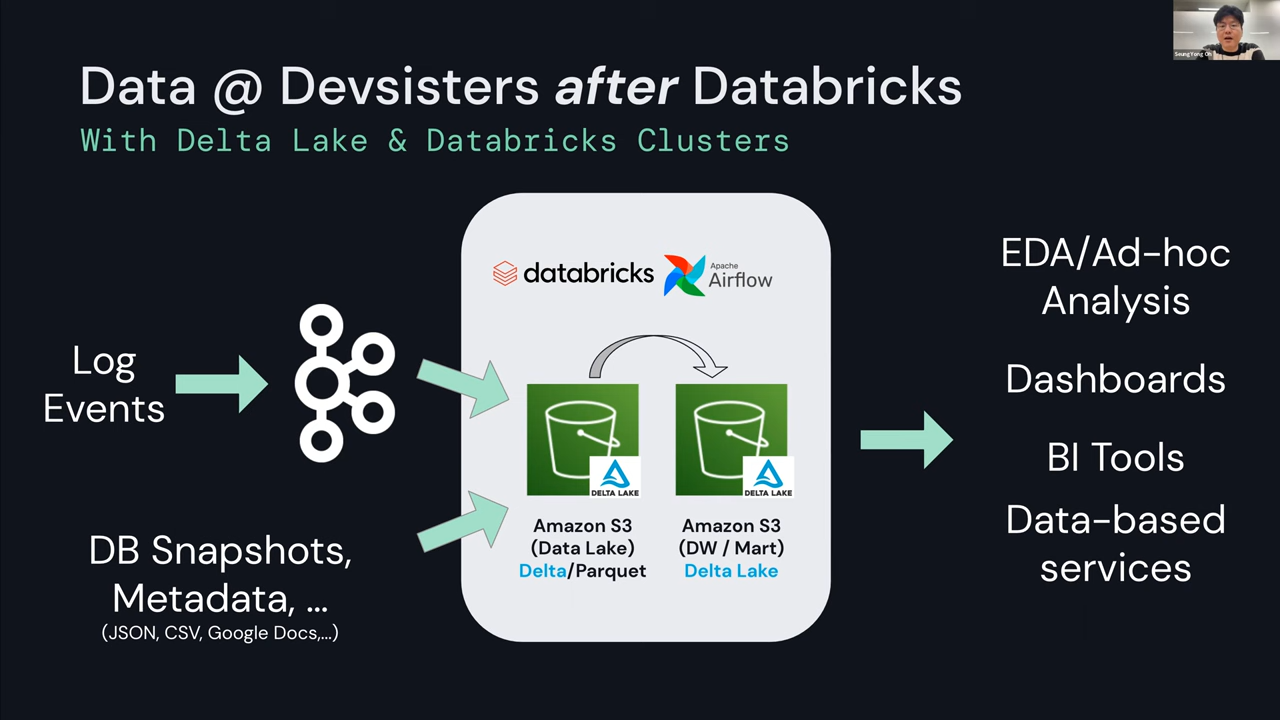 Data @ Devsisters after Databricks
With Delta Lake & Databricks Clusters
SeungYong Oh
databricks
Apache
Airflow
Log
Events
DB Snapshots,
Metadata, ...
(JSON, CSV, Google Docs,...)
DELTA LAKE
DELTA LAKE
Amazon S3
(Data Lake)
Delta/Parquet
Amazon S3
(DW / Mart)
Delta Lake
EDA/Ad-hoc
Analysis
Dashboards
BI Tools
Data-based
services